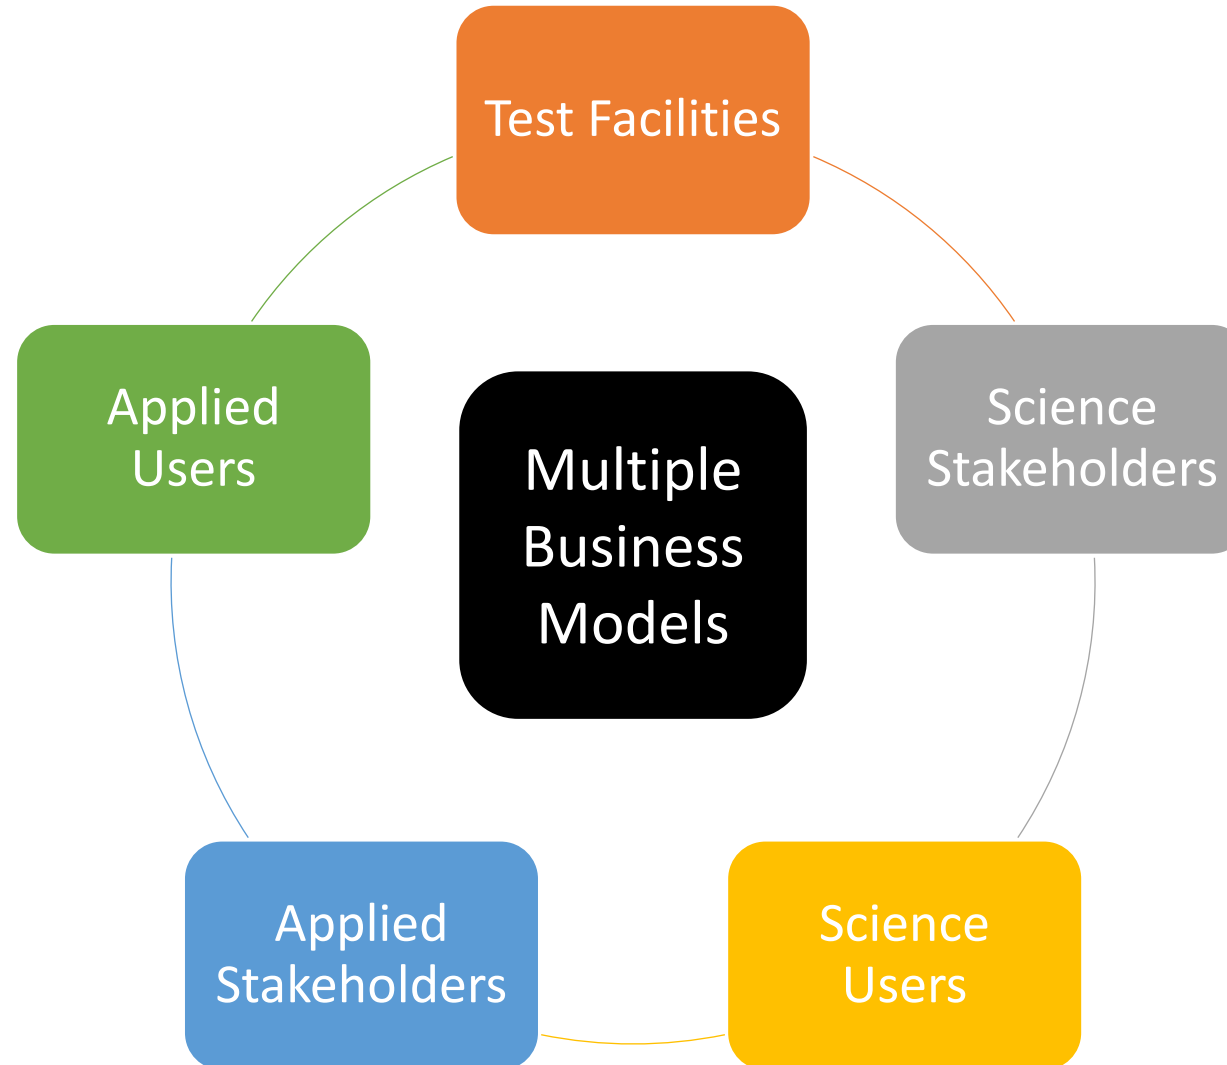 Test Facilities
Applied
Users
Multiple
Business
Models
Science
Stakeholders
Applied
Stakeholders
Science
Users